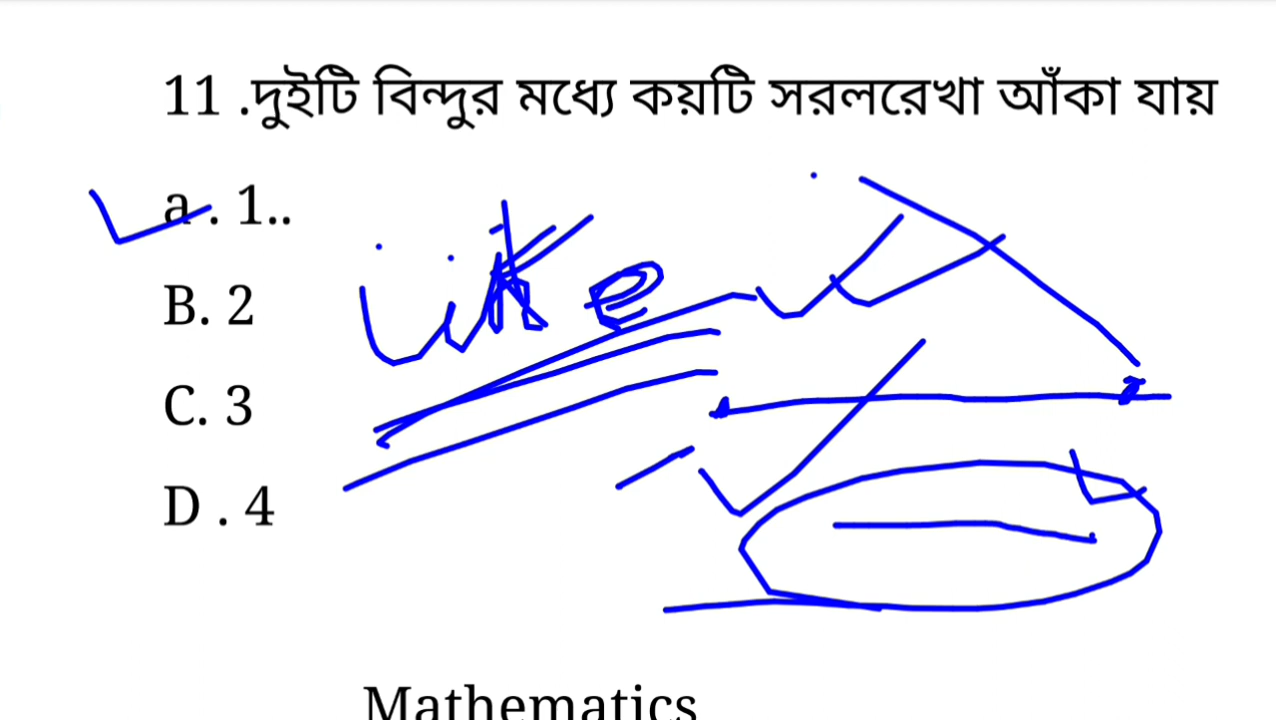 11 .দুইটি বিন্দুর মধ্যে কয়টি সরলরেখা আঁকা যায়
a . 1..
B. 2
like
C. 3
D . 4
Mathematics